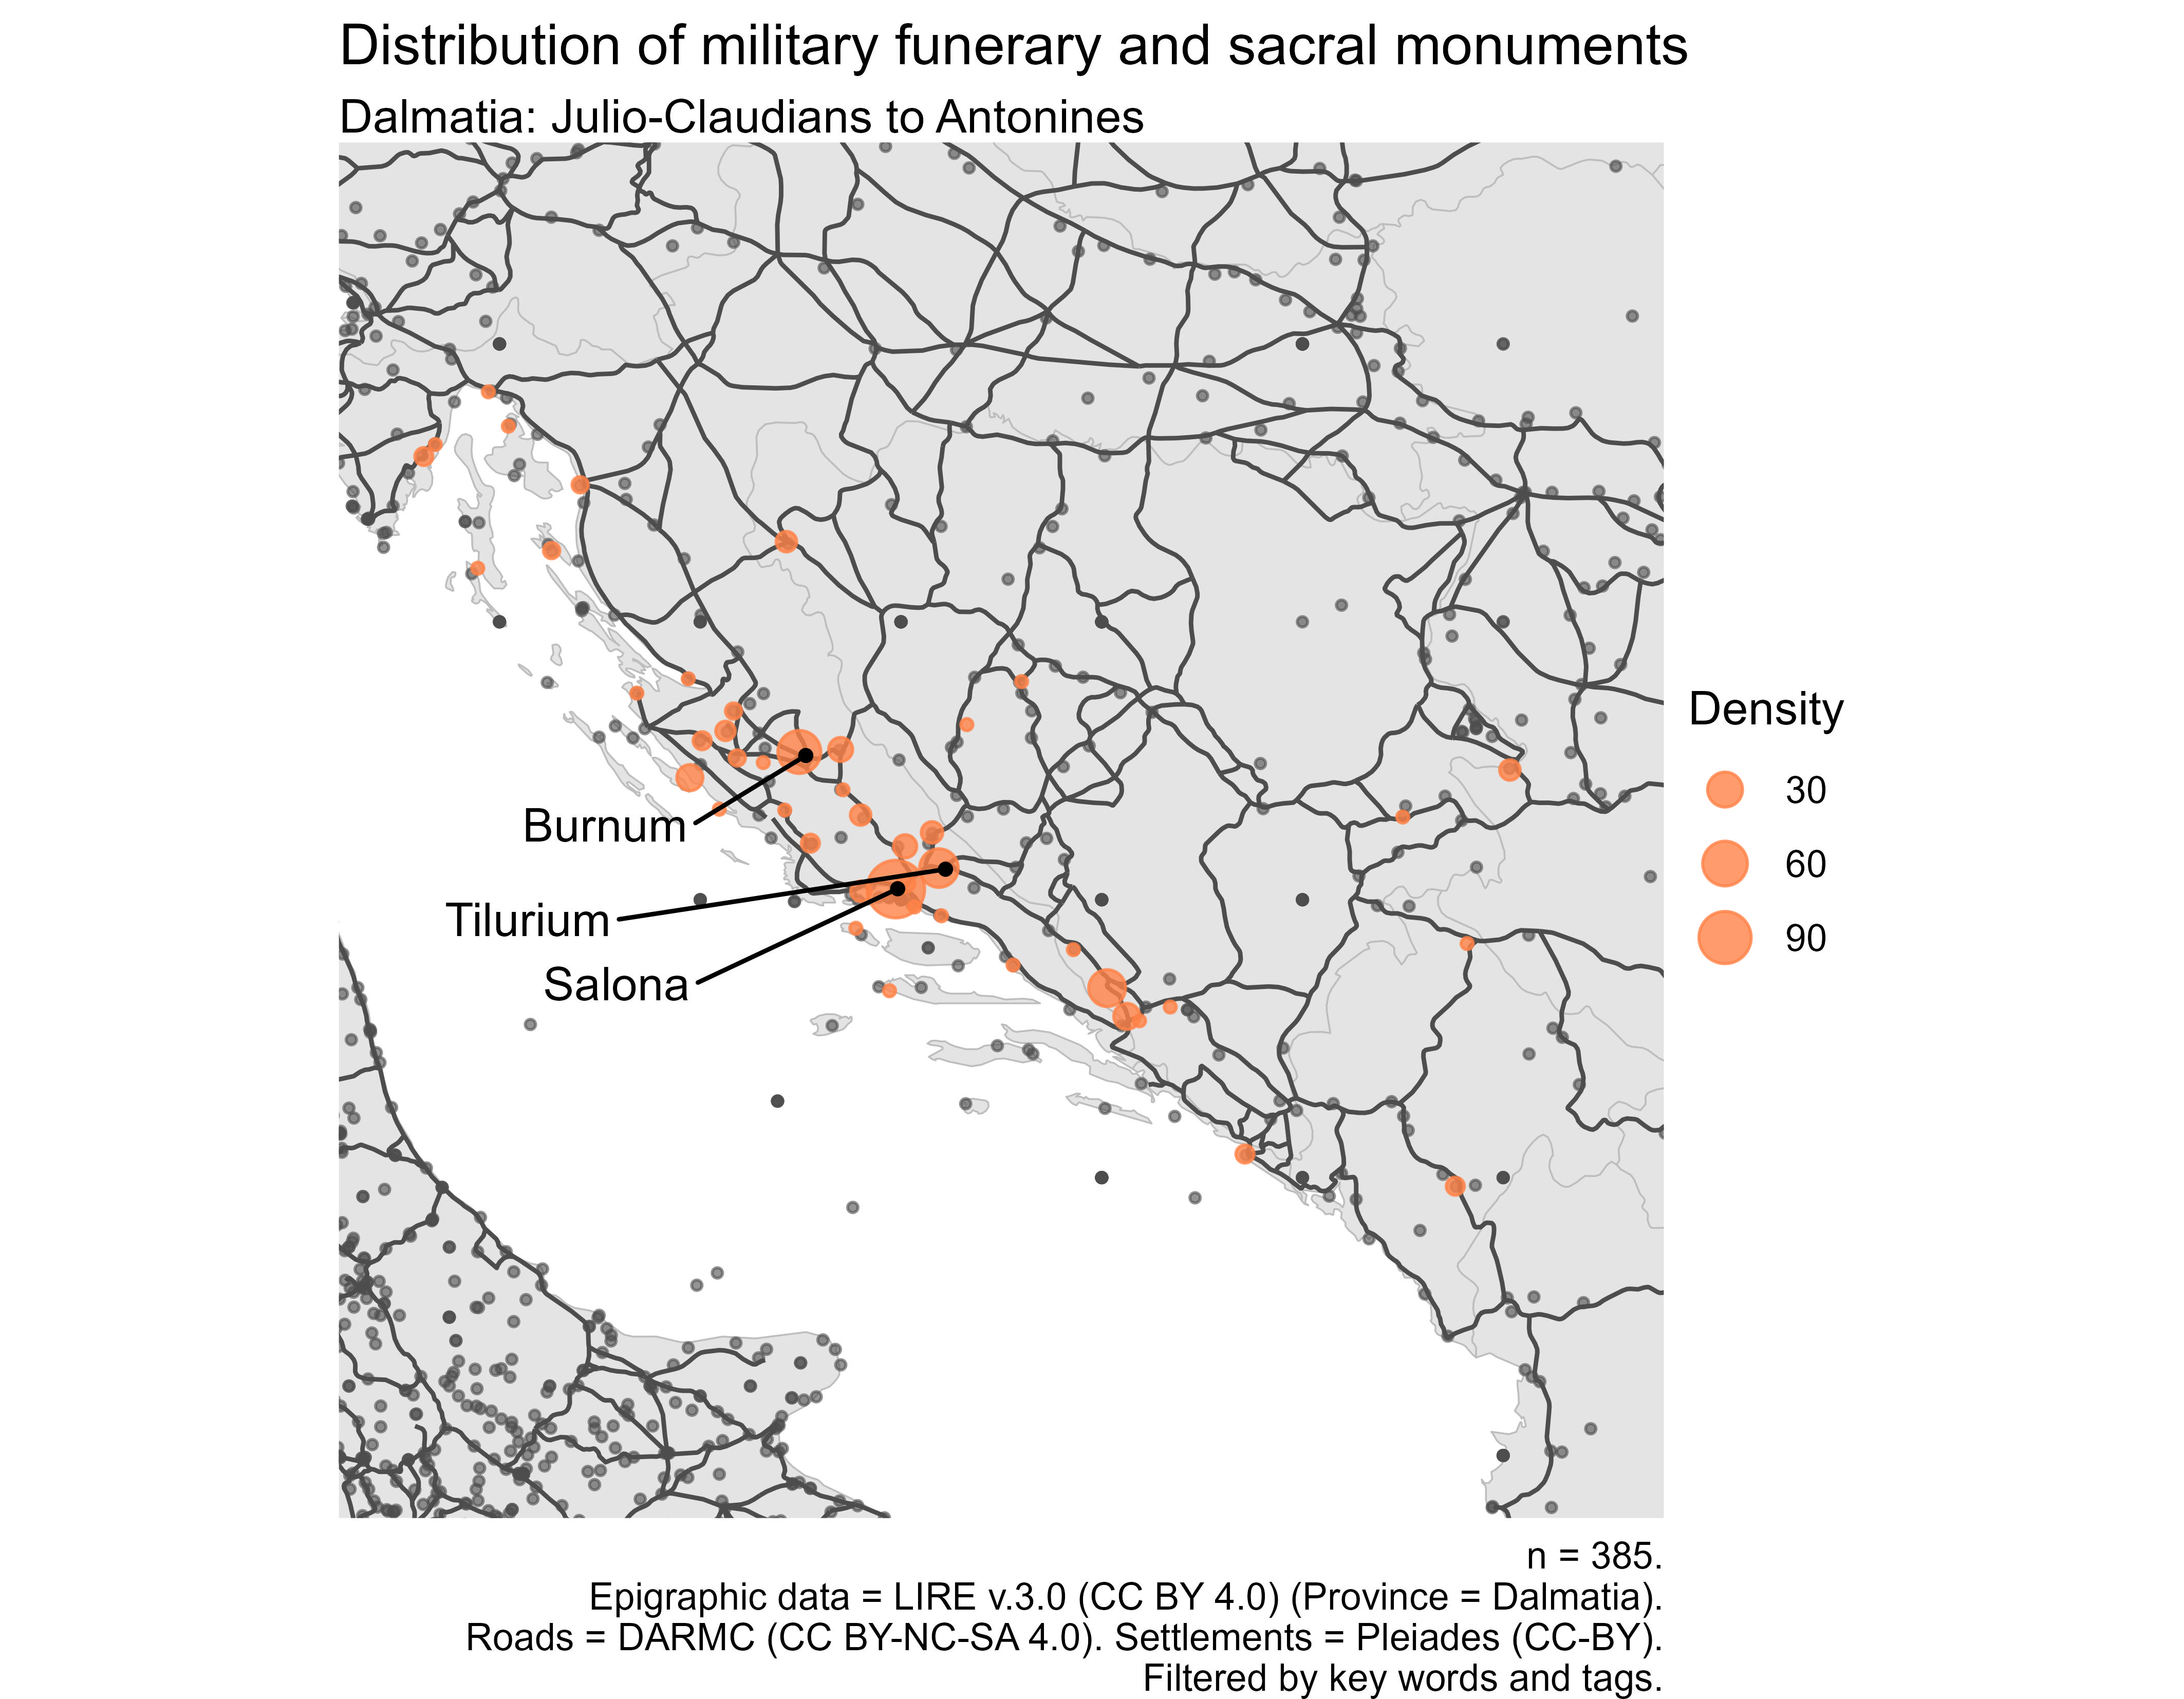 Distribution of military funerary and sacral monuments
Dalmatia: Julio-Claudians to Antonines
Burnum
Tilurium
Salona
Density
30
60
90
n = 385.
Epigraphic data = LIRE v.3.0 (CC BY 4.0) (Province = Dalmatia).
Roads = DARMC (CC BY-NC-SA 4.0). Settlements = Pleiades (CC-BY).
Filtered by key words and tags.